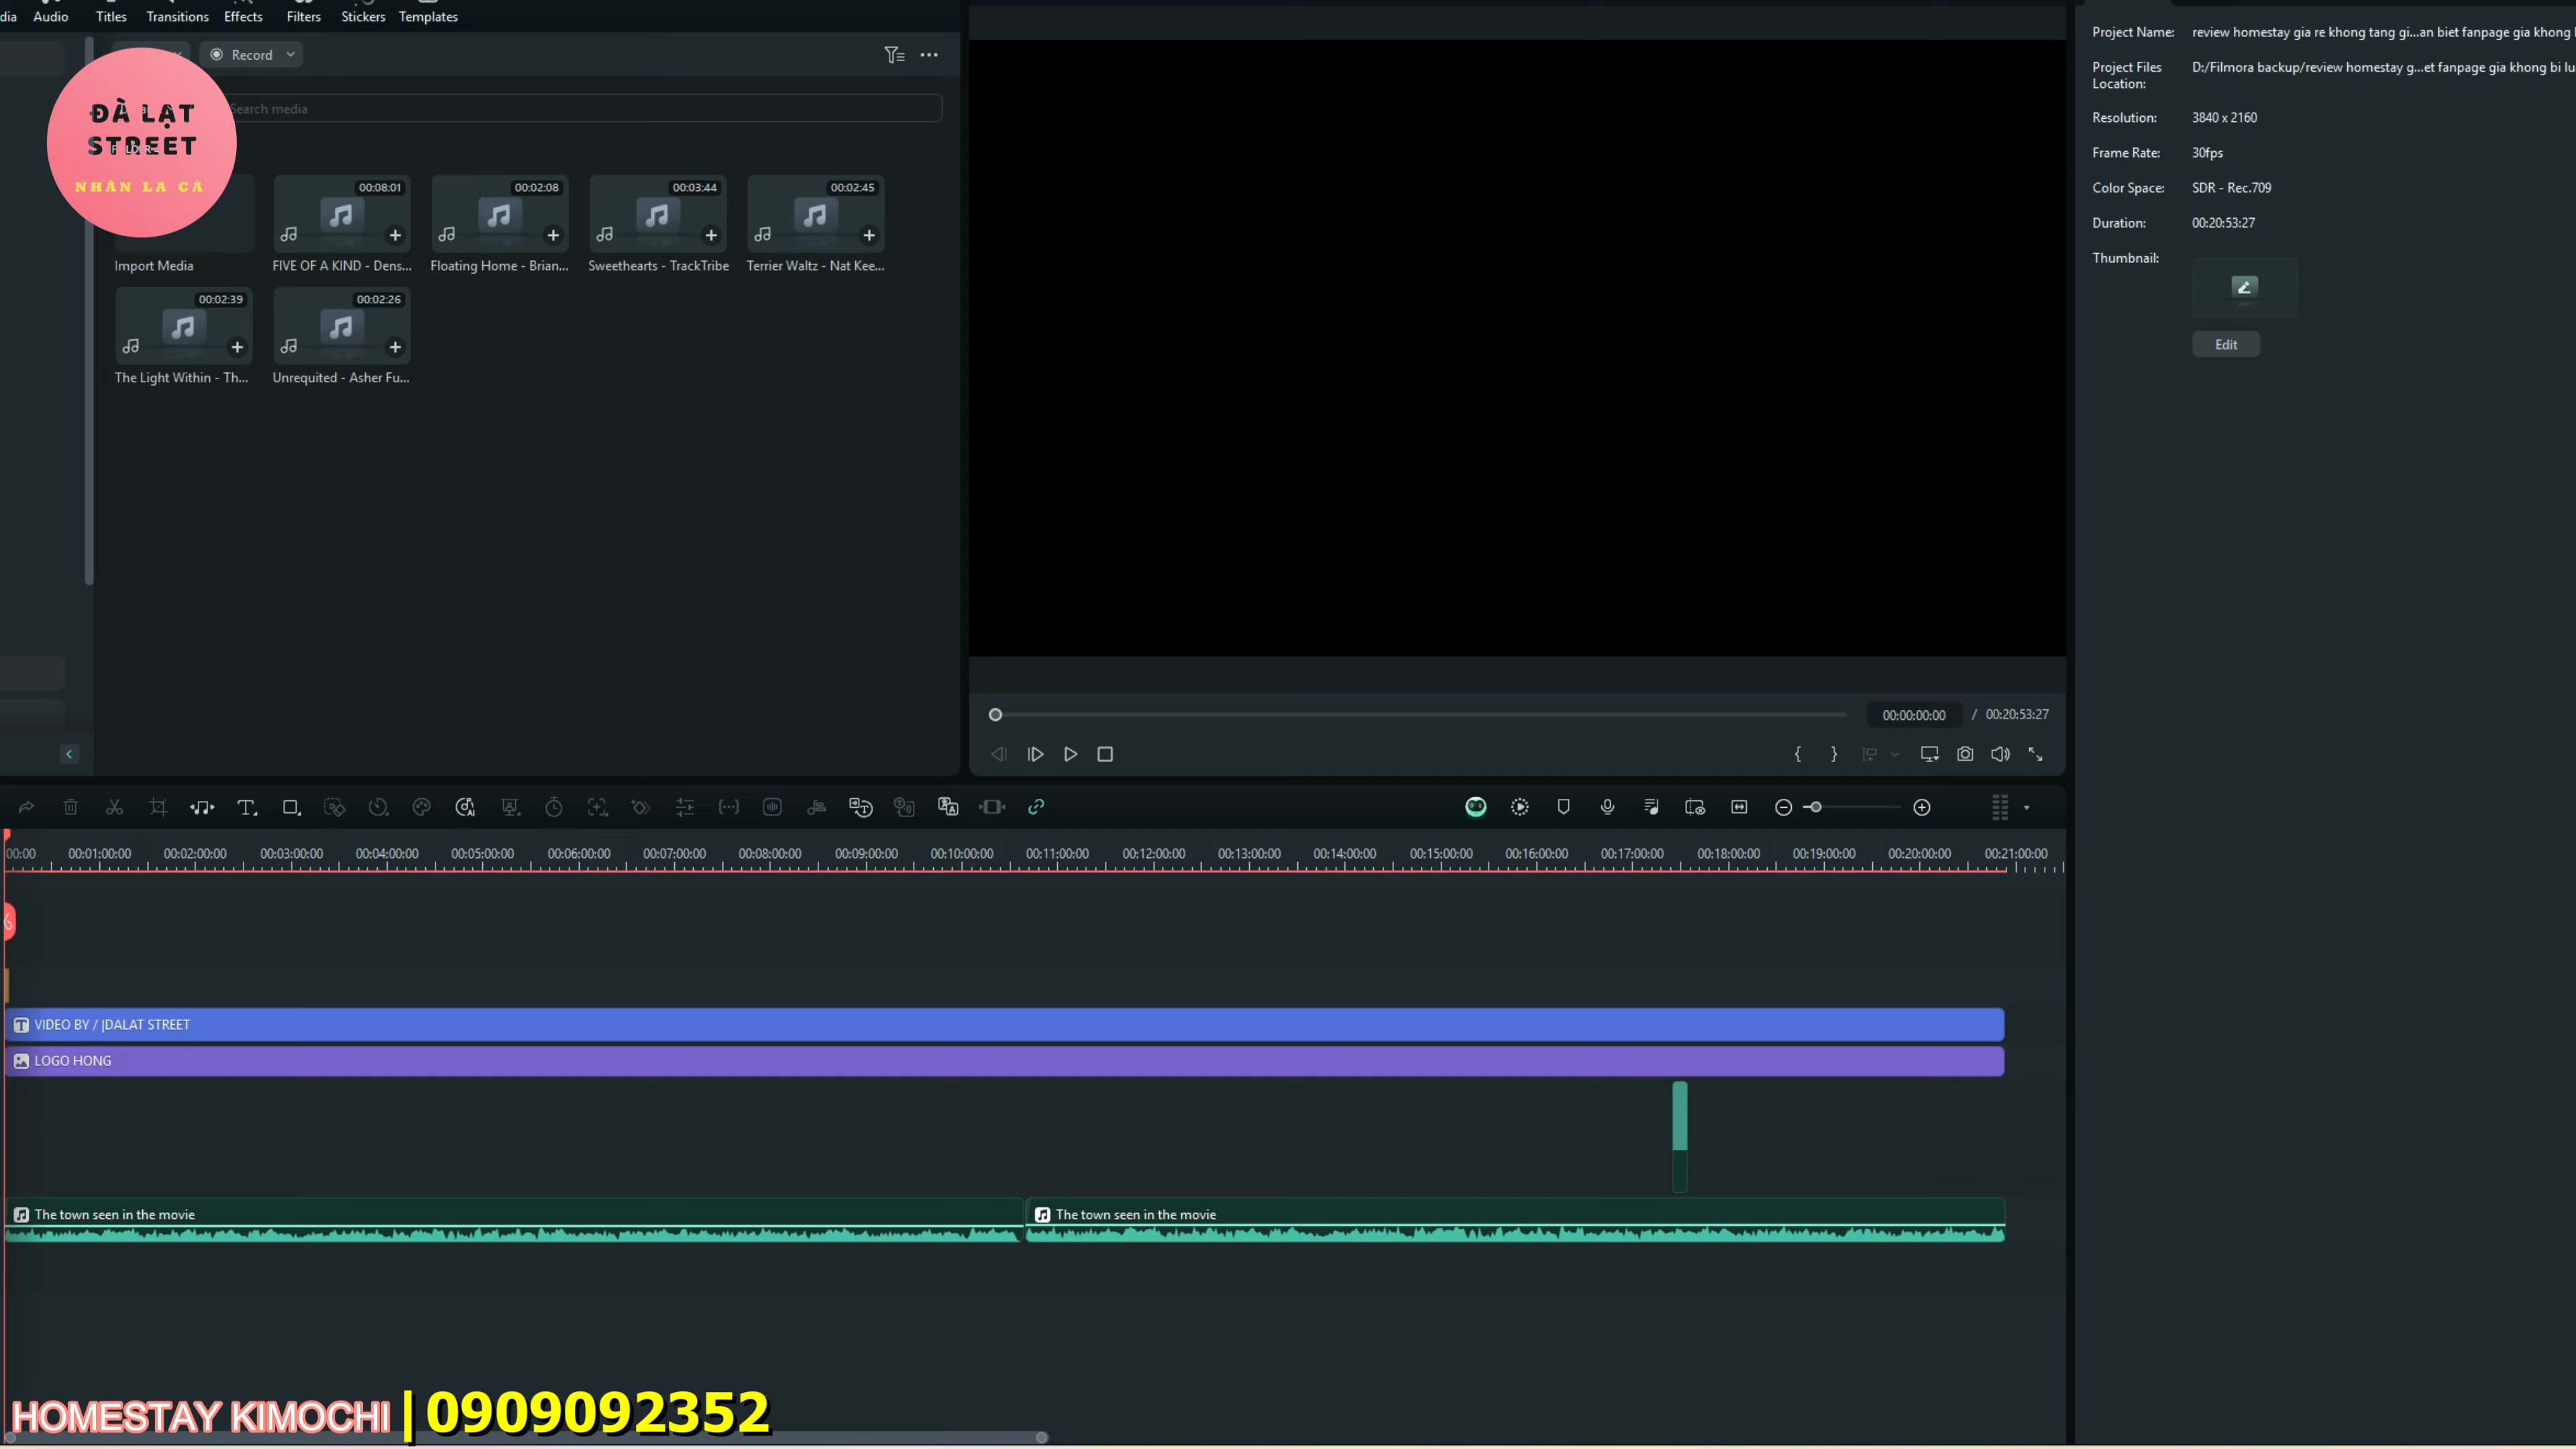 Audio
Titles
Transitions
Effects
Filters
Stickers
Templates
Record
Search media
ĐÀ LẠT
STREET
NHÂN LA CÀ
00:08:01
00:02:08
00:03:44
00:02:45
Import Media
FIVE OF A KIND - Dens...
Floating Home - Brian...
Sweethearts - TrackTribe
Terrier Waltz - Nat Kee...
00:02:39
00:02:26
The Light Within - Th...
Unrequited - Asher Fu...
00:00:00:00 / 00:20:53:27
Project Name: review homestay gia re khong tang gi...an biet fanpage gia khong
Project Files Location: D:/Filmora backup/review homestay g...et fanpage gia khong bi lu
Resolution: 3840 x 2160
Frame Rate: 30fps
Color Space: SDR - Rec.709
Duration: 00:20:53:27
Thumbnail:
Edit
00:00 00:01:00:00 00:02:00:00 00:03:00:00 00:04:00:00 00:05:00:00 00:06:00:00 00:07:00:00 00:08:00:00 00:09:00:00 00:10:00:00 00:11:00:00 00:12:00:00 00:13:00:00 00:14:00:00 00:15:00:00 00:16:00:00 00:17:00:00 00:18:00:00 00:19:00:00 00:20:00:00 00:21:00:00
VIDEO BY / |DALAT STREET
LOGO HONG
The town seen in the movie
The town seen in the movie
HOMESTAY KIMOCHI | 0909092352